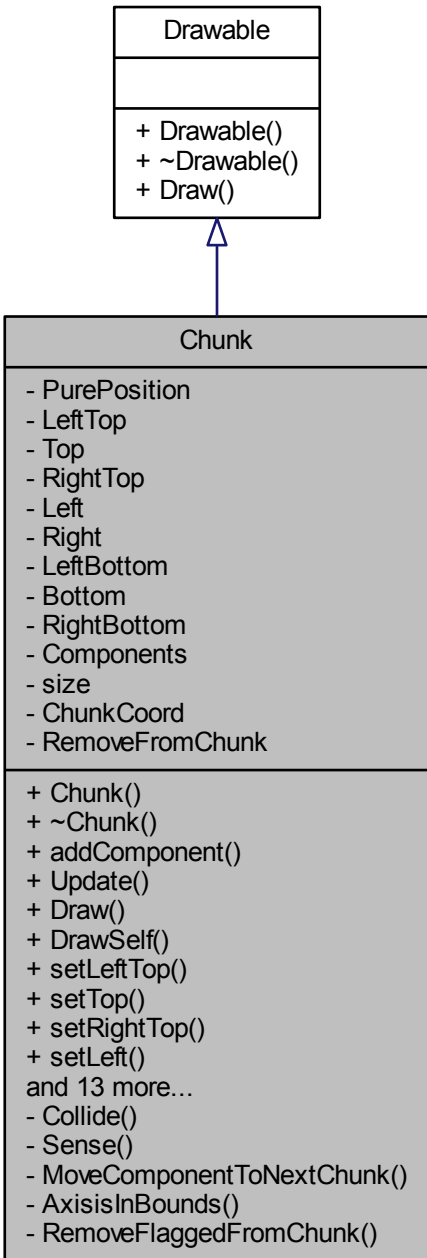 Drawable
+ Drawable()
+ ~Drawable()
+ Draw()
Chunk
- PurePosition
- LeftTop
- Top
- RightTop
- Left
- Right
- LeftBottom
- Bottom
- RightBottom
- Components
- size
- ChunkCoord
- RemoveFromChunk
+ Chunk()
+ ~Chunk()
+ addComponent()
+ Update()
+ Draw()
+ DrawSelf()
+ setLeftTop()
+ setTop()
+ setRightTop()
+ setLeft()
and 13 more...
- Collide()
- Sense()
- MoveComponentToNextChunk()
- AxisisInBounds()
- RemoveFlaggedFromChunk()